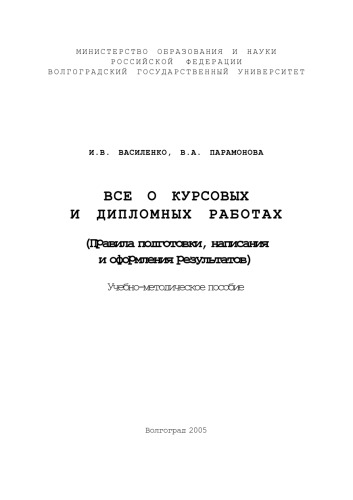 МИНИСТЕРСТВО ОБРАЗОВАНИЯ И НАУКИ
РОССИЙСКОЙ ФЕДЕРАЦИИ
ВОЛГОГРАДСКИЙ ГОСУДАРСТВЕННЫЙ УНИВЕРСИТЕТ
И.В. ВАСИЛЕНКО, В.А. ПАРАМОНОВА
ВСЕ О КУРСОВЫХ
И ДИПЛОМНЫХ РАБОТАХ
(Правила подготовки, написания
и оформления результатов)
Учебно-методическое пособие
Волгоград 2005